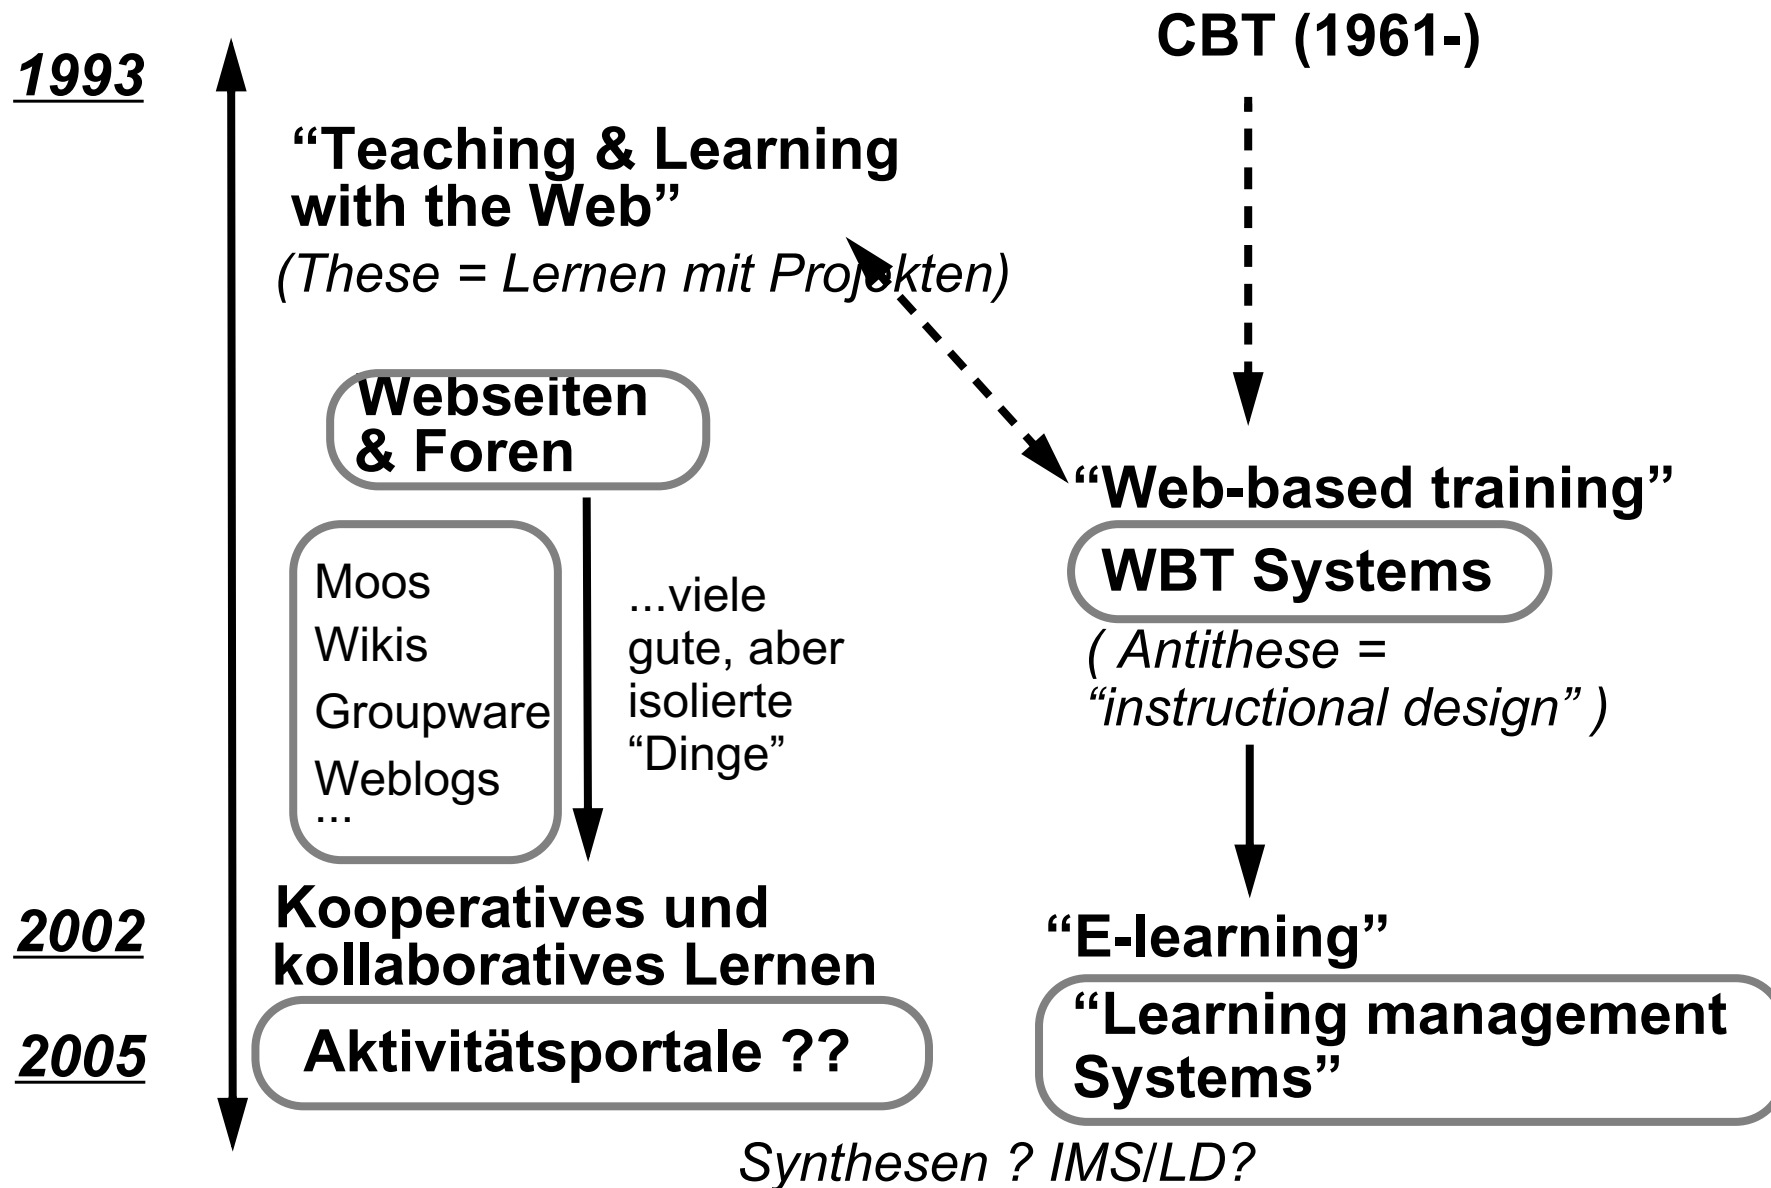 CBT (1961-)
1993
“Teaching & Learning
with the Web”
(These = Lernen mit Projekten)
Webseiten
& Foren
“Web-based training”
WBT Systems
( Antithese =
“instructional design” )
Moos
Wikis
Groupware
Weblogs
...
...viele
gute, aber
isolierte
“Dinge”
2002
Kooperatives und
kollaboratives Lernen
“E-learning”
2005
Aktivitätsportale ??
“Learning management
Systems”
Synthesen ? IMS/LD?